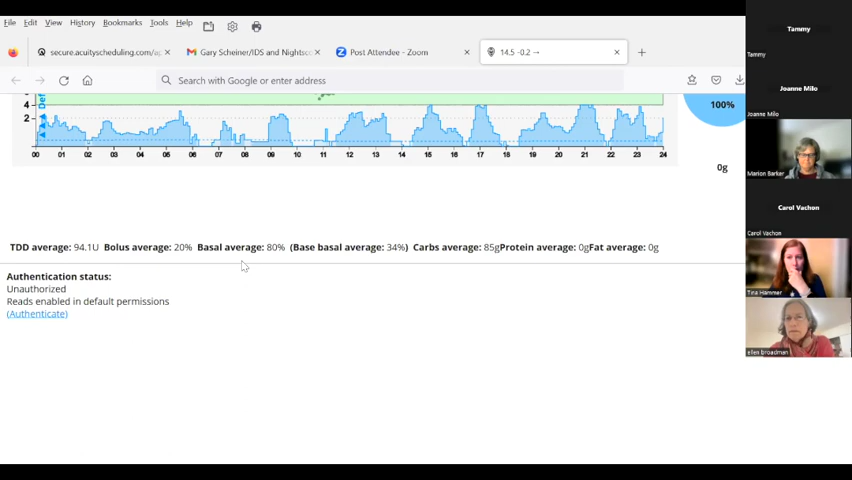 File Edit View History Bookmarks Tools Help
secure.acuityscheduling.com/ap
Gary Scheiner/IDS and Nightsc
Post Attendee - Zoom
14.5 -0.2 →
Search with Google or enter address
4
2
00 01 02 03 04 05 06 07 08 09 10 11 12 13 14 15 16 17 18 19 20 21 22 23 24
100%
0g
TDD average: 94.1U Bolus average: 20% Basal average: 80% (Base basal average: 34%) Carbs average: 85gProtein average: 0gFat average: 0g
Authentication status:
Unauthorized
Reads enabled in default permissions
(Authenticate)
Tammy
Tammy
Joanne Milo
Joanne Milo
Marion Barker
Carol Vachon
Carol Vachon
Tina Hammer
ellen broadman